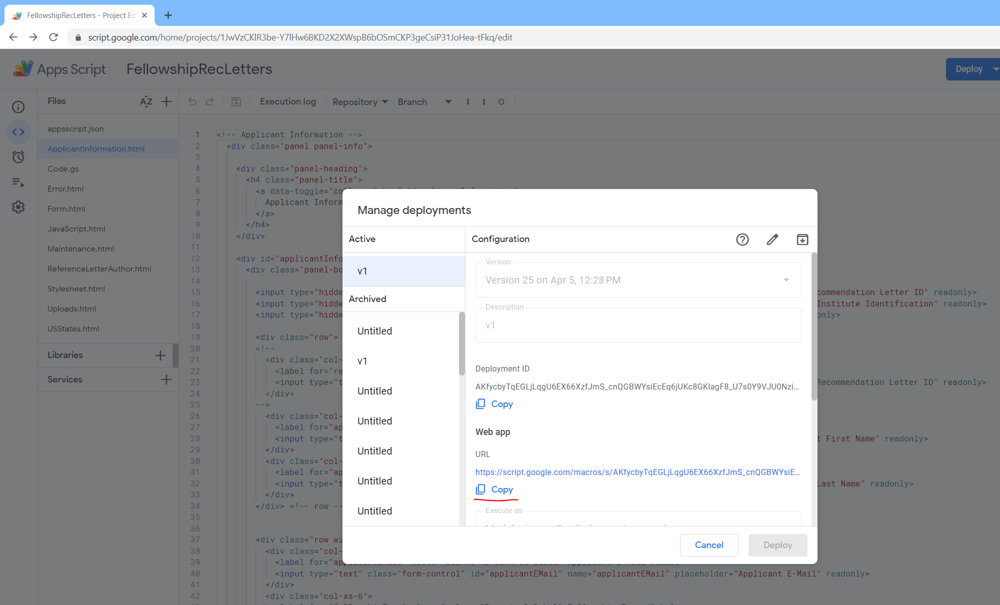 FellowshipRecLetters - Project Ed
script.google.com/home/projects/1JwVzCKlR3be-Y7lHw6BKD2X2XWspB6bOSmCKP3geCsiP31JoHea-tFkq/edit
Apps Script FellowshipRecLetters
Deploy
Files
AZ
Execution log
Repository
Branch
appsscript.json
ApplicantInformation.html
Code.gs
Error.html
Form.html
JavaScript.html
Maintenance.html
ReferenceLetterAuthor.html
Stylesheet.html
Uploads.html
USStates.html
Libraries
Services
1 <!-- Applicant Information -->
2 <div class="panel panel-info">
3
4 <div class="panel-heading">
5 <h4 class="panel-title">
6 <a data-toggle="co
7 Applicant Inform
8 </a>
9 </h4>
10 </div>
11
12 <div id="applicantInfo
13 <div class="panel-bo
14
15 <input type="hidde commendation Letter ID" readonly>
16 <input type="hidde Institute Identification" readonly>
17 <input type="hidde only>
18
19 <div class="row">
20 <!--
21 <div class="col-
22 <label for="re
23 <input type="t Recommendation Letter ID" readonly>
24 </div>
25 -->
26 <div class="col-
27 <label for="ap
28 <input type="t t First Name" readonly>
29 </div>
30 <div class="col-
31 <label for="ap
32 <input type="t Last Name" readonly>
33 </div>
34 </div> <!-- row --
35
36
37 <div class="row wi
38 <div class="col-
39 <label for="app
40 <input type="text" class="form-control" id="applicantEMail" name="applicantEMail" placeholder="Applicant E-Mail" readonly>
41 </div>
42 <div class="col-xs-6">
Manage deployments
Active
v1
Archived
Untitled
v1
Untitled
Untitled
Untitled
Untitled
Untitled
Configuration
Version
Version 25 on Apr 5, 12:28 PM
Description
v1
Deployment ID
AKfycbyTqEGLjLqgU6EX66XzfJmS_cnQGBWYsiEcEq6jUKc8GKlagF8_U7s0Y9VJU0Nzi...
Copy
Web app
URL
https://script.google.com/macros/s/AKfycbyTqEGLjLqgU6EX66XzfJmS_cnQGBWYsiE...
Copy
Execute as
Cancel
Deploy